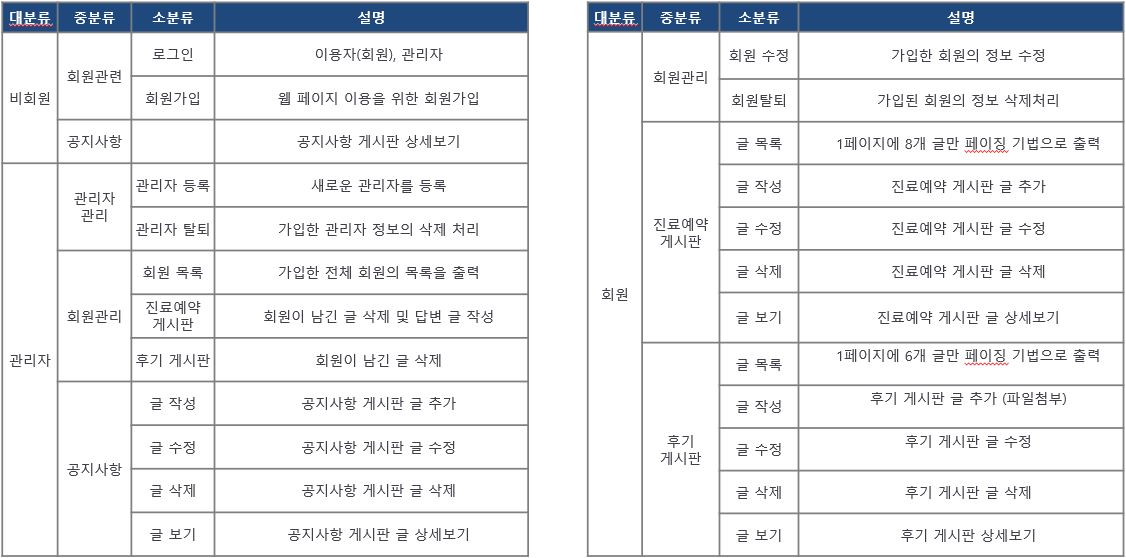 대분류 중분류 소분류 설명
비회원
회원관련
로그인 이용자(회원), 관리자
회원가입 웹 페이지 이용을 위한 회원가입
공지사항 공지사항 게시판 상세보기
관리자
관리자
관리
관리자 등록 새로운 관리자를 등록
관리자 탈퇴 가입한 관리자 정보의 삭제 처리
회원관리
회원 목록 가입한 전체 회원의 목록을 출력
진료예약
게시판
회원이 남긴 글 삭제 및 답변 글 작성
후기 게시판 회원이 남긴 글 삭제
공지사항
글 작성 공지사항 게시판 글 추가
글 수정 공지사항 게시판 글 수정
글 삭제 공지사항 게시판 글 삭제
글 보기 공지사항 게시판 글 상세보기
대분류 중분류 소분류 설명
회원
회원관리
회원 수정 가입한 회원의 정보 수정
회원탈퇴 가입된 회원의 정보 삭제처리
진료예약
게시판
글 목록 1페이지에 8개 글만 페이징 기법으로 출력
글 작성 진료예약 게시판 글 추가
글 수정 진료예약 게시판 글 수정
글 삭제 진료예약 게시판 글 삭제
글 보기 진료예약 게시판 글 상세보기
후기
게시판
글 목록 1페이지에 6개 글만 페이징 기법으로 출력
글 작성 후기 게시판 글 추가 (파일첨부)
글 수정 후기 게시판 글 수정
글 삭제 후기 게시판 글 삭제
글 보기 후기 게시판 상세보기